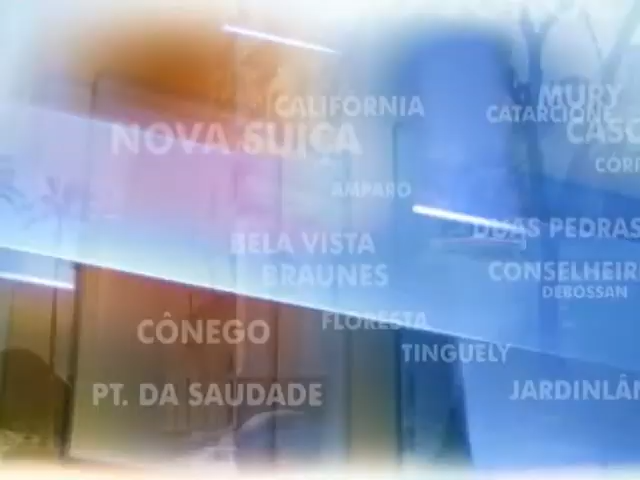 CALIFÓRNIA
MURY
CATARCIONE
NOVA SUIÇA
CASC
CÓRR
AMPARO
DUAS PEDRAS
BELA VISTA
BRAUNES
CONSELHEIR
DEBOSSAN
FLORESTA
CÔNEGO
TINGUELY
PT. DA SAUDADE
JARDINLÂN